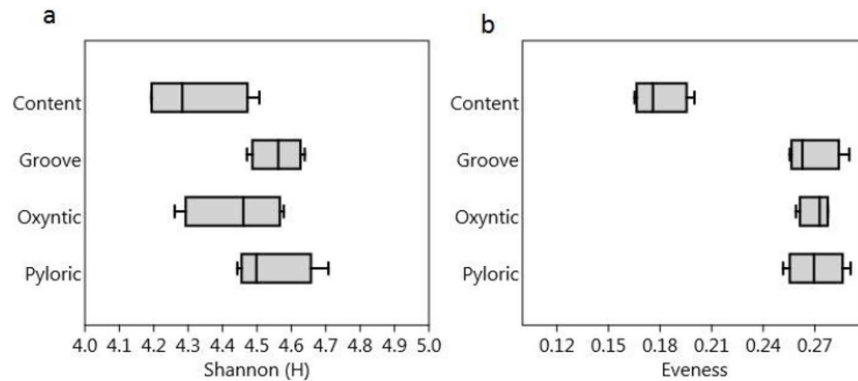 a
Content
Groove
Oxyntic
Pyloric
4.0 4.1 4.2 4.3 4.4 4.5 4.6 4.7 4.8 4.9 5.0
Shannon (H)
b
Content
Groove
Oxyntic
Pyloric
0.12 0.15 0.18 0.21 0.24 0.27
Eveness